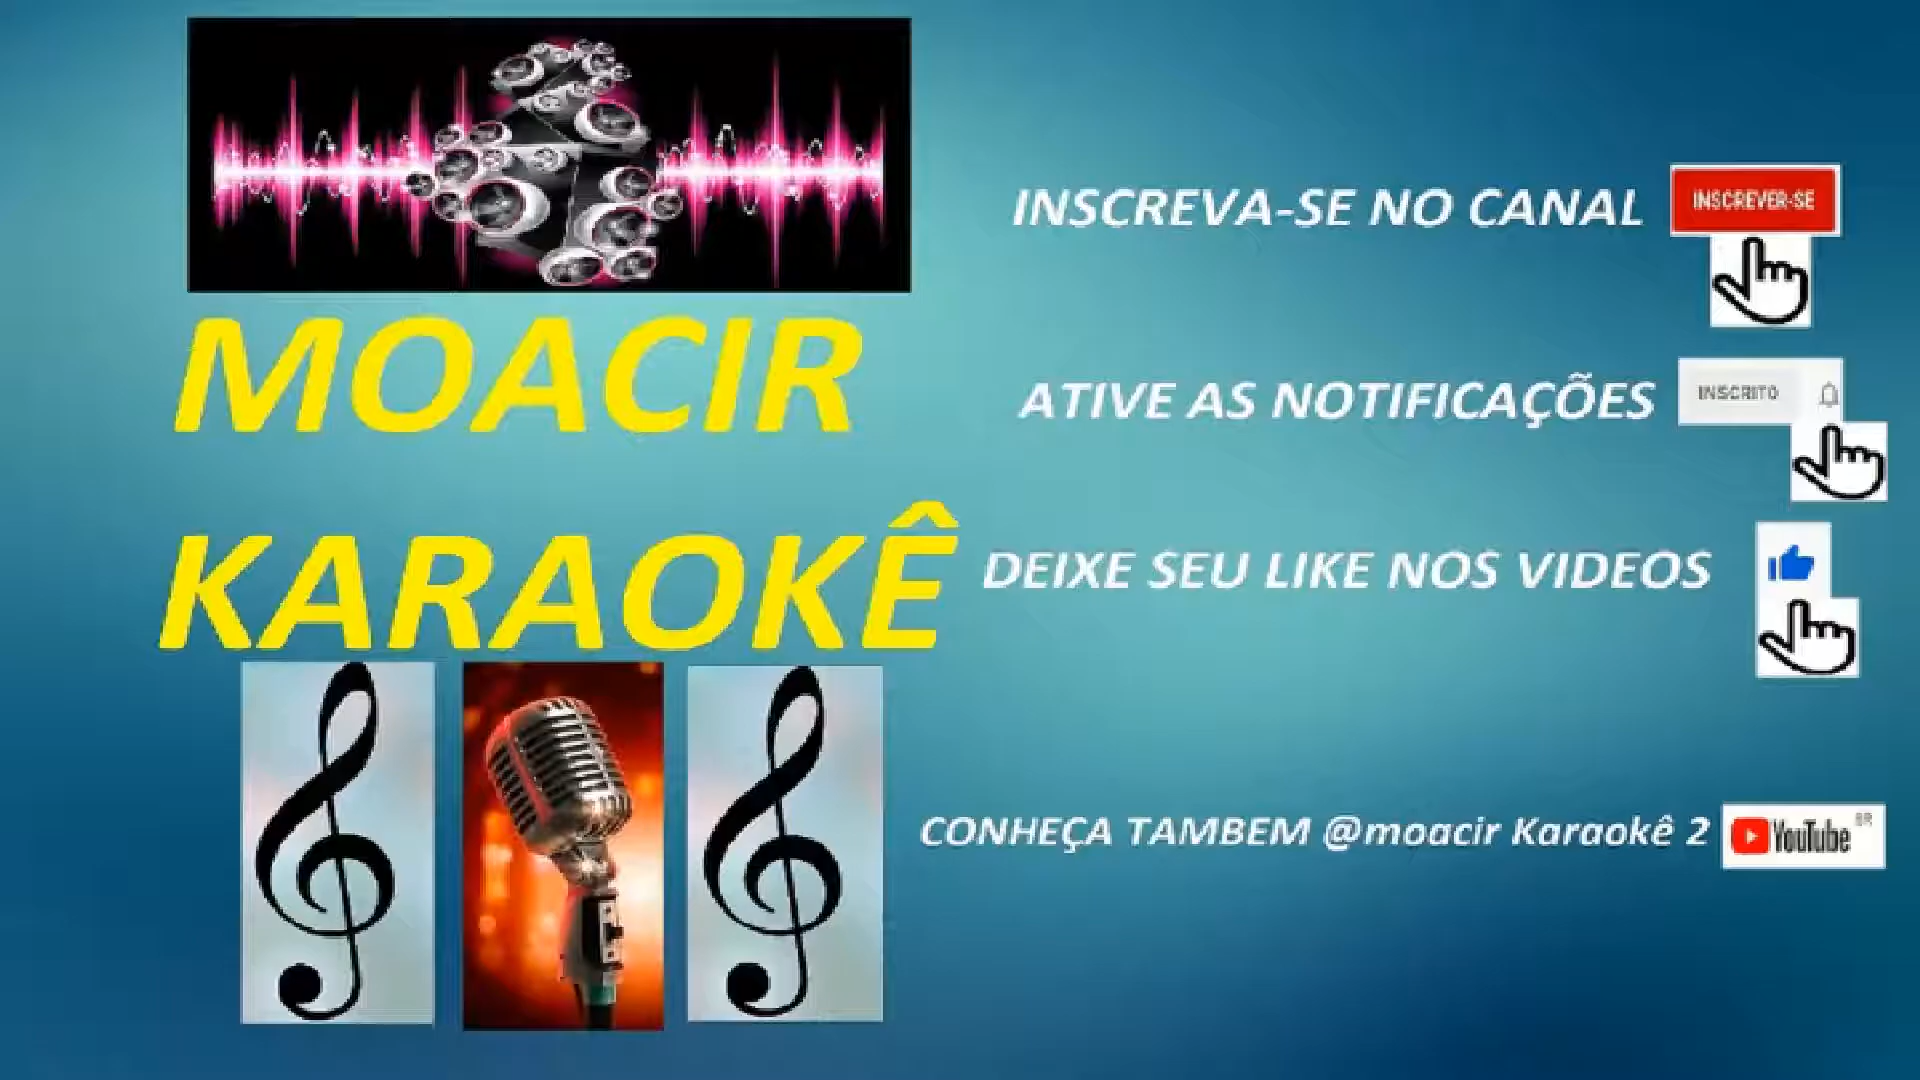 MOACIR
KARAOKÊ
INSCREVA-SE NO CANAL
INSCREVER-SE
ATIVE AS NOTIFICAÇÕES
INSCRITO
DEIXE SEU LIKE NOS VIDEOS
CONHEÇA TAMBEM @moacir Karaokê 2
YouTube BR